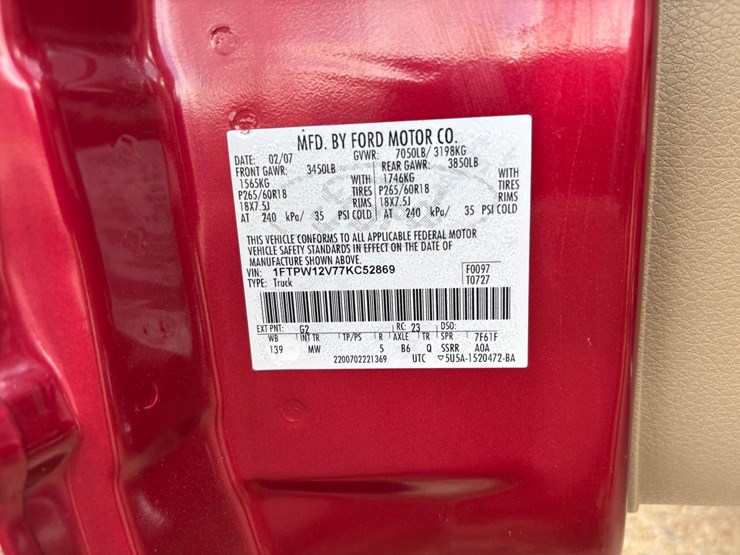 MFD. BY FORD MOTOR CO.
DATE: 02/07 GVWR: 7050LB/ 3198KG
FRONT GAWR: 3450LB REAR GAWR: 3850LB
1565KG WITH 1746KG WITH
P265/60R18 TIRES P265/60R18 TIRES
18X7.5J RIMS 18X7.5J RIMS
AT 240 kPa/ 35 PSI COLD AT 240 kPa/ 35 PSI COLD
THIS VEHICLE CONFORMS TO ALL APPLICABLE FEDERAL MOTOR
VEHICLE SAFETY STANDARDS IN EFFECT ON THE DATE OF
MANUFACTURE SHOWN ABOVE.
VIN: 1FTPW12V77KC52869 F0097
TYPE: Truck T0727
EXT PNT: G2 RC: 23 DSO:
WB INT TR TP/PS R AXLE TR SPR 7F61F
139 MW 5 B6 Q SSRR AOA
2200702221369 UTC ▽5U5A-1520472-BA